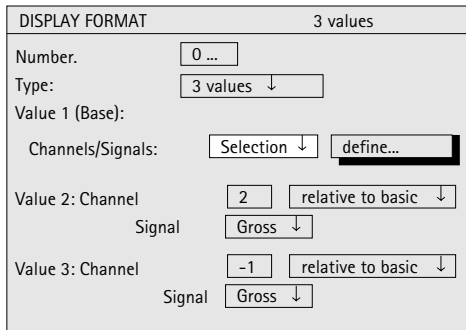 DISPLAY FORMAT 3 values
Number. 0 ...
Type: 3 values ↓
Value 1 (Base):
Channels/Signals: Selection ↓ define...
Value 2: Channel 2 relative to basic ↓
Signal Gross ↓
Value 3: Channel -1 relative to basic ↓
Signal Gross ↓